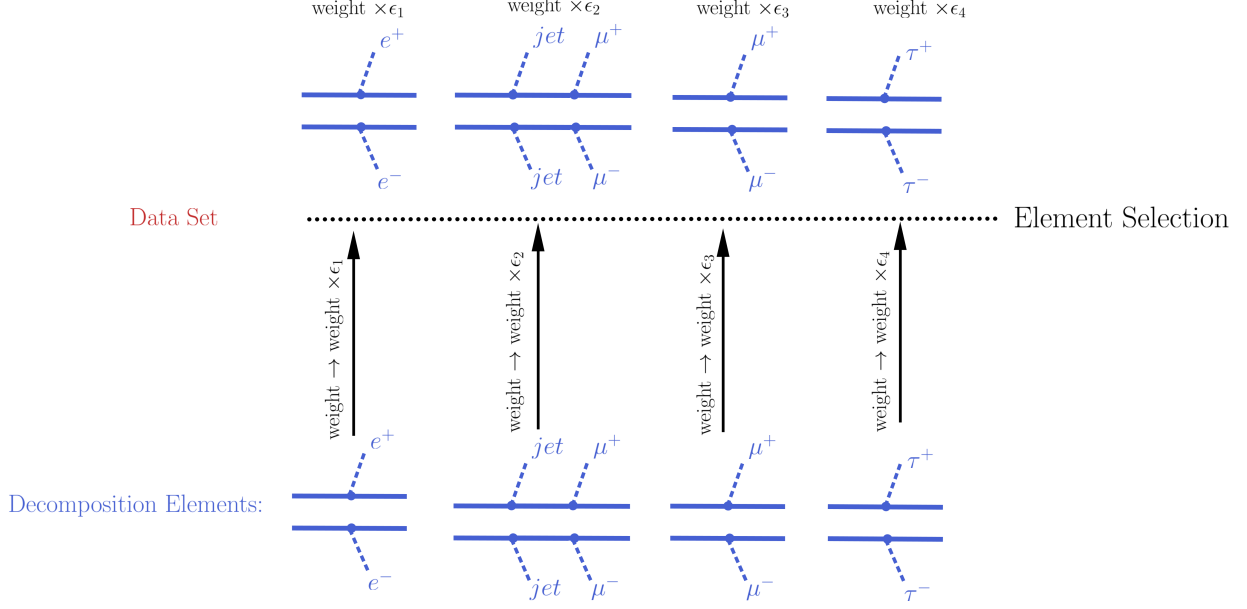 weight ×ϵ₁ weight ×ϵ₂ weight ×ϵ₃ weight ×ϵ₄
e⁺ jet μ⁺ μ⁺ τ⁺
e⁻ jet μ⁻ μ⁻ τ⁻
Data Set Element Selection
weight → weight ×ϵ₁
weight → weight ×ϵ₂
weight → weight ×ϵ₃
weight → weight ×ϵ₄
e⁺ jet μ⁺ μ⁺ τ⁺
Decomposition Elements:
e⁻ jet μ⁻ μ⁻ τ⁻